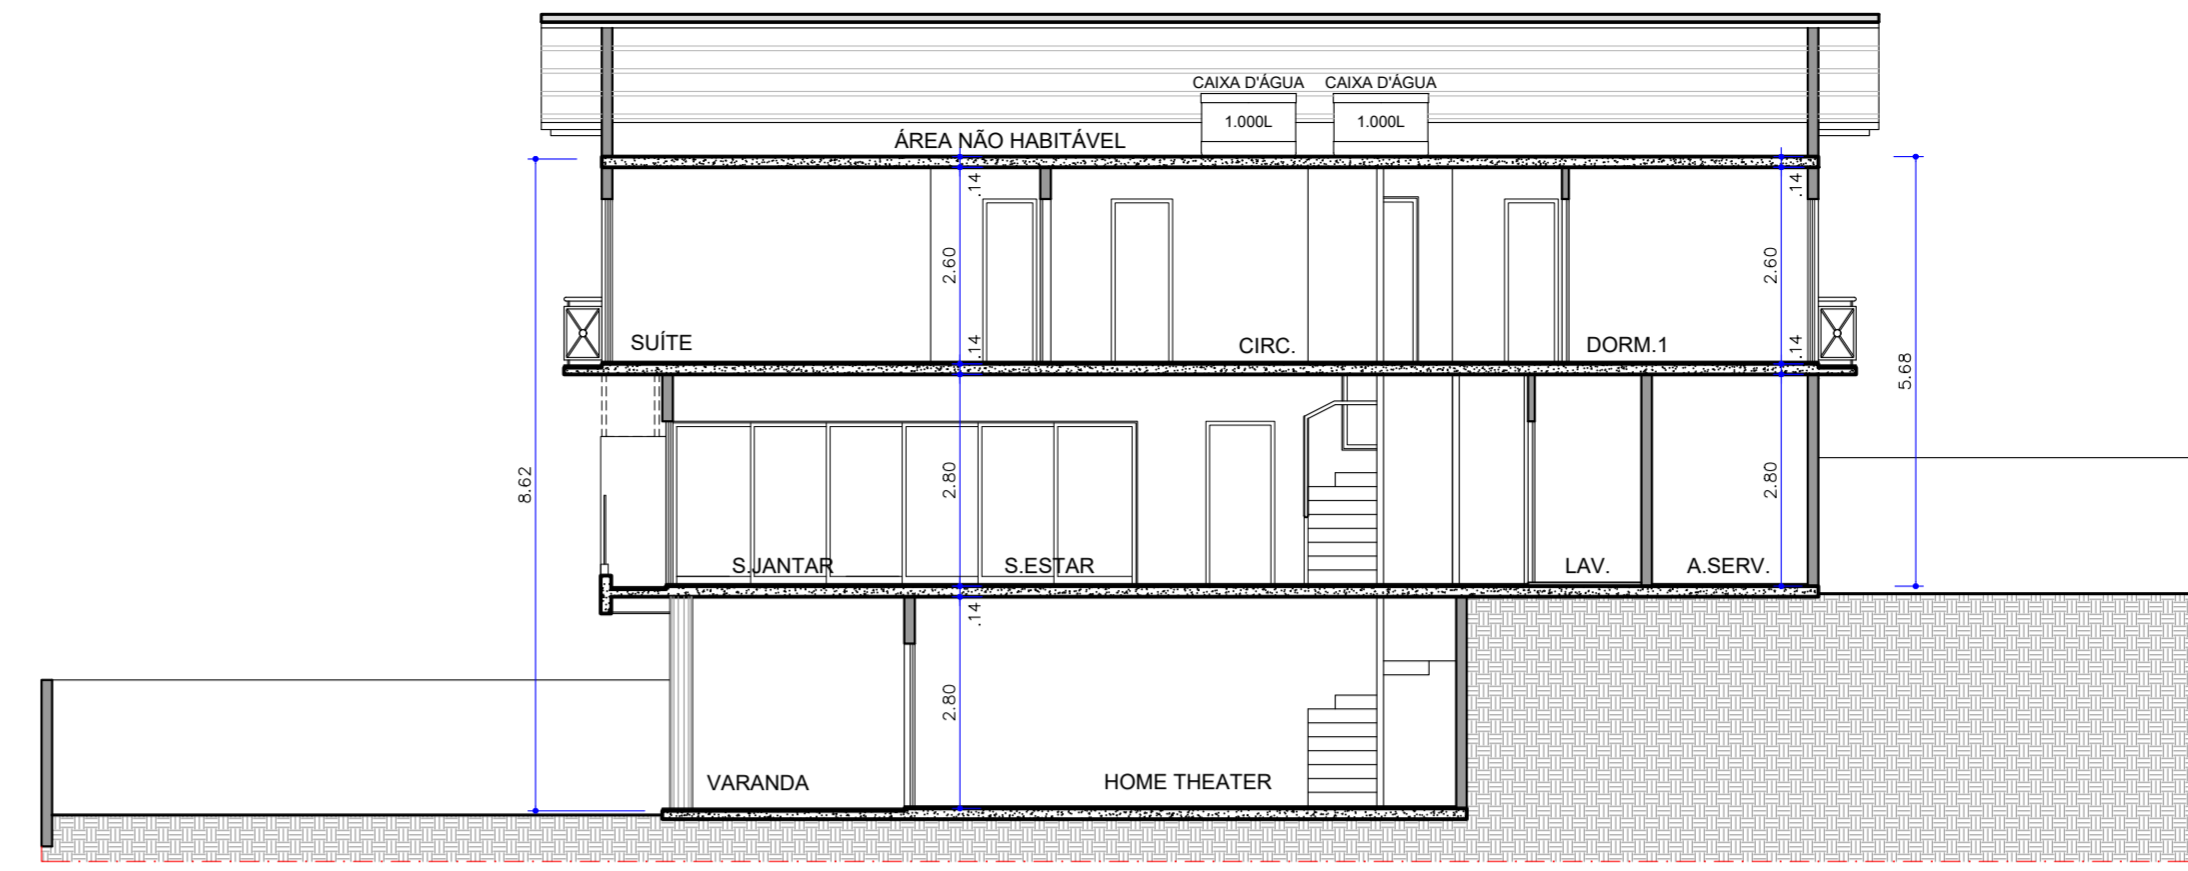 CAIXA D'ÁGUA CAIXA D'ÁGUA
1.000L 1.000L
ÁREA NÃO HABITÁVEL
.14 .14
2.60 2.60
SUÍTE .14 CIRC. DORM.1 .14
5.68
8.62 2.80 2.80
S.JANTAR S.ESTAR LAV. A.SERV.
.14
2.80
VARANDA HOME THEATER